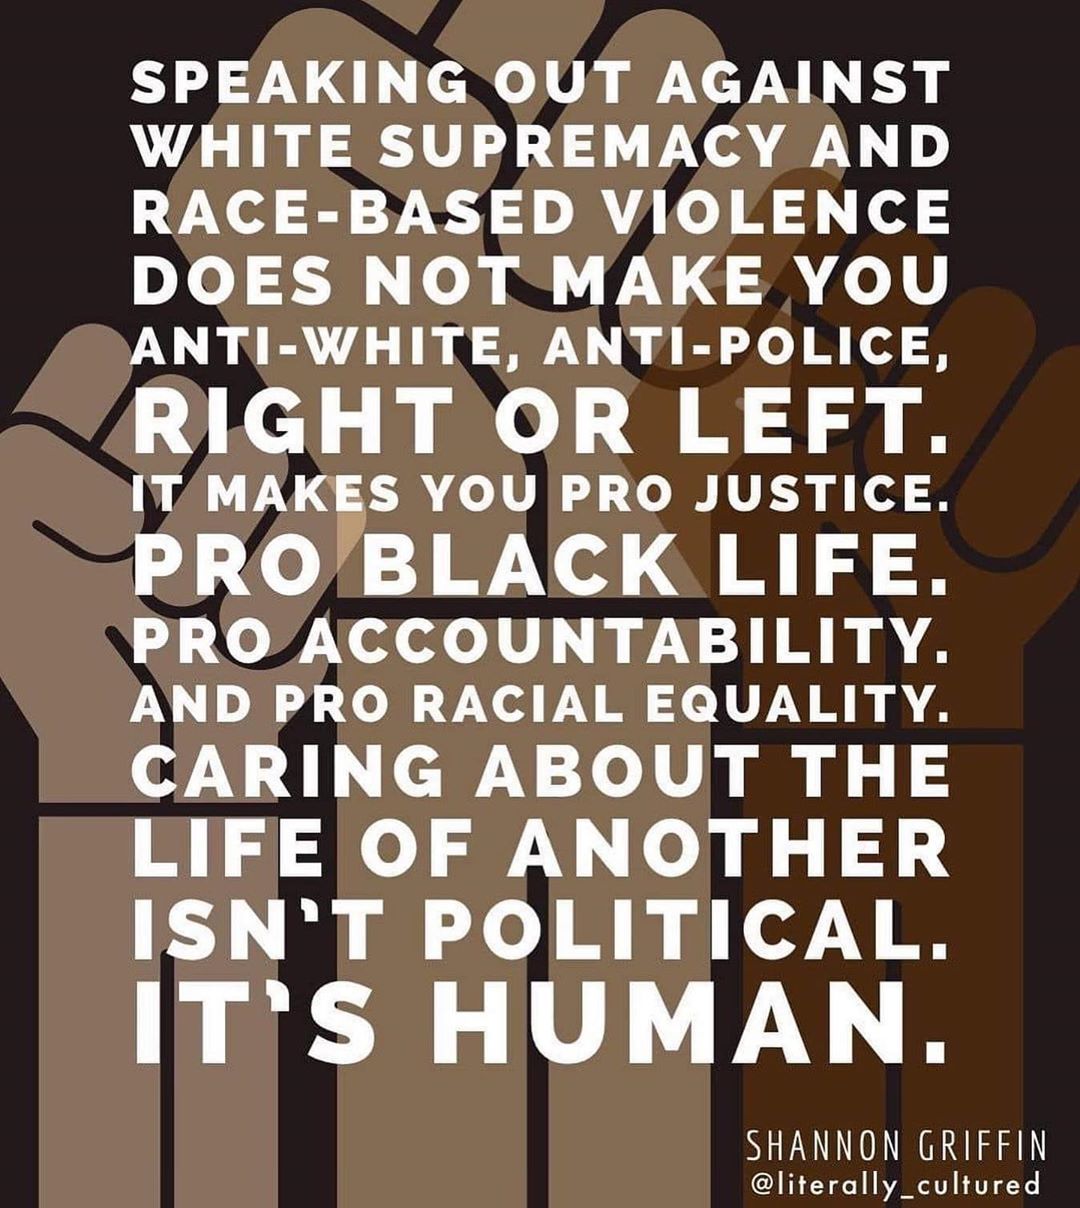 SPEAKING OUT AGAINST
WHITE SUPREMACY AND
RACE-BASED VIOLENCE
DOES NOT MAKE YOU
ANTI-WHITE, ANTI-POLICE,
RIGHT OR LEFT.
IT MAKES YOU PRO JUSTICE.
PRO BLACK LIFE.
PRO ACCOUNTABILITY.
AND PRO RACIAL EQUALITY.
CARING ABOUT THE
LIFE OF ANOTHER
ISN'T POLITICAL.
IT'S HUMAN.
SHANNON GRIFFIN
@literally_cultured